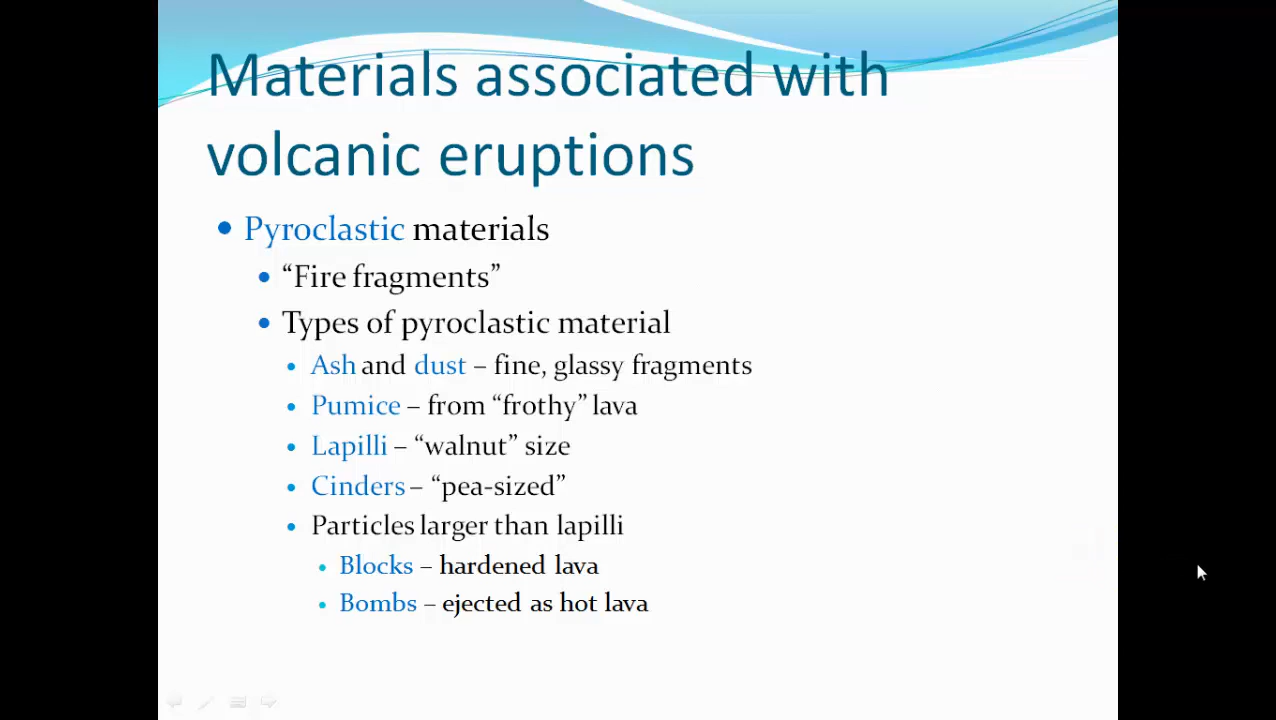 Materials associated with
volcanic eruptions
• Pyroclastic materials
• “Fire fragments”
• Types of pyroclastic material
• Ash and dust – fine, glassy fragments
• Pumice – from “frothy” lava
• Lapilli – “walnut” size
• Cinders – “pea-sized”
• Particles larger than lapilli
• Blocks – hardened lava
• Bombs – ejected as hot lava